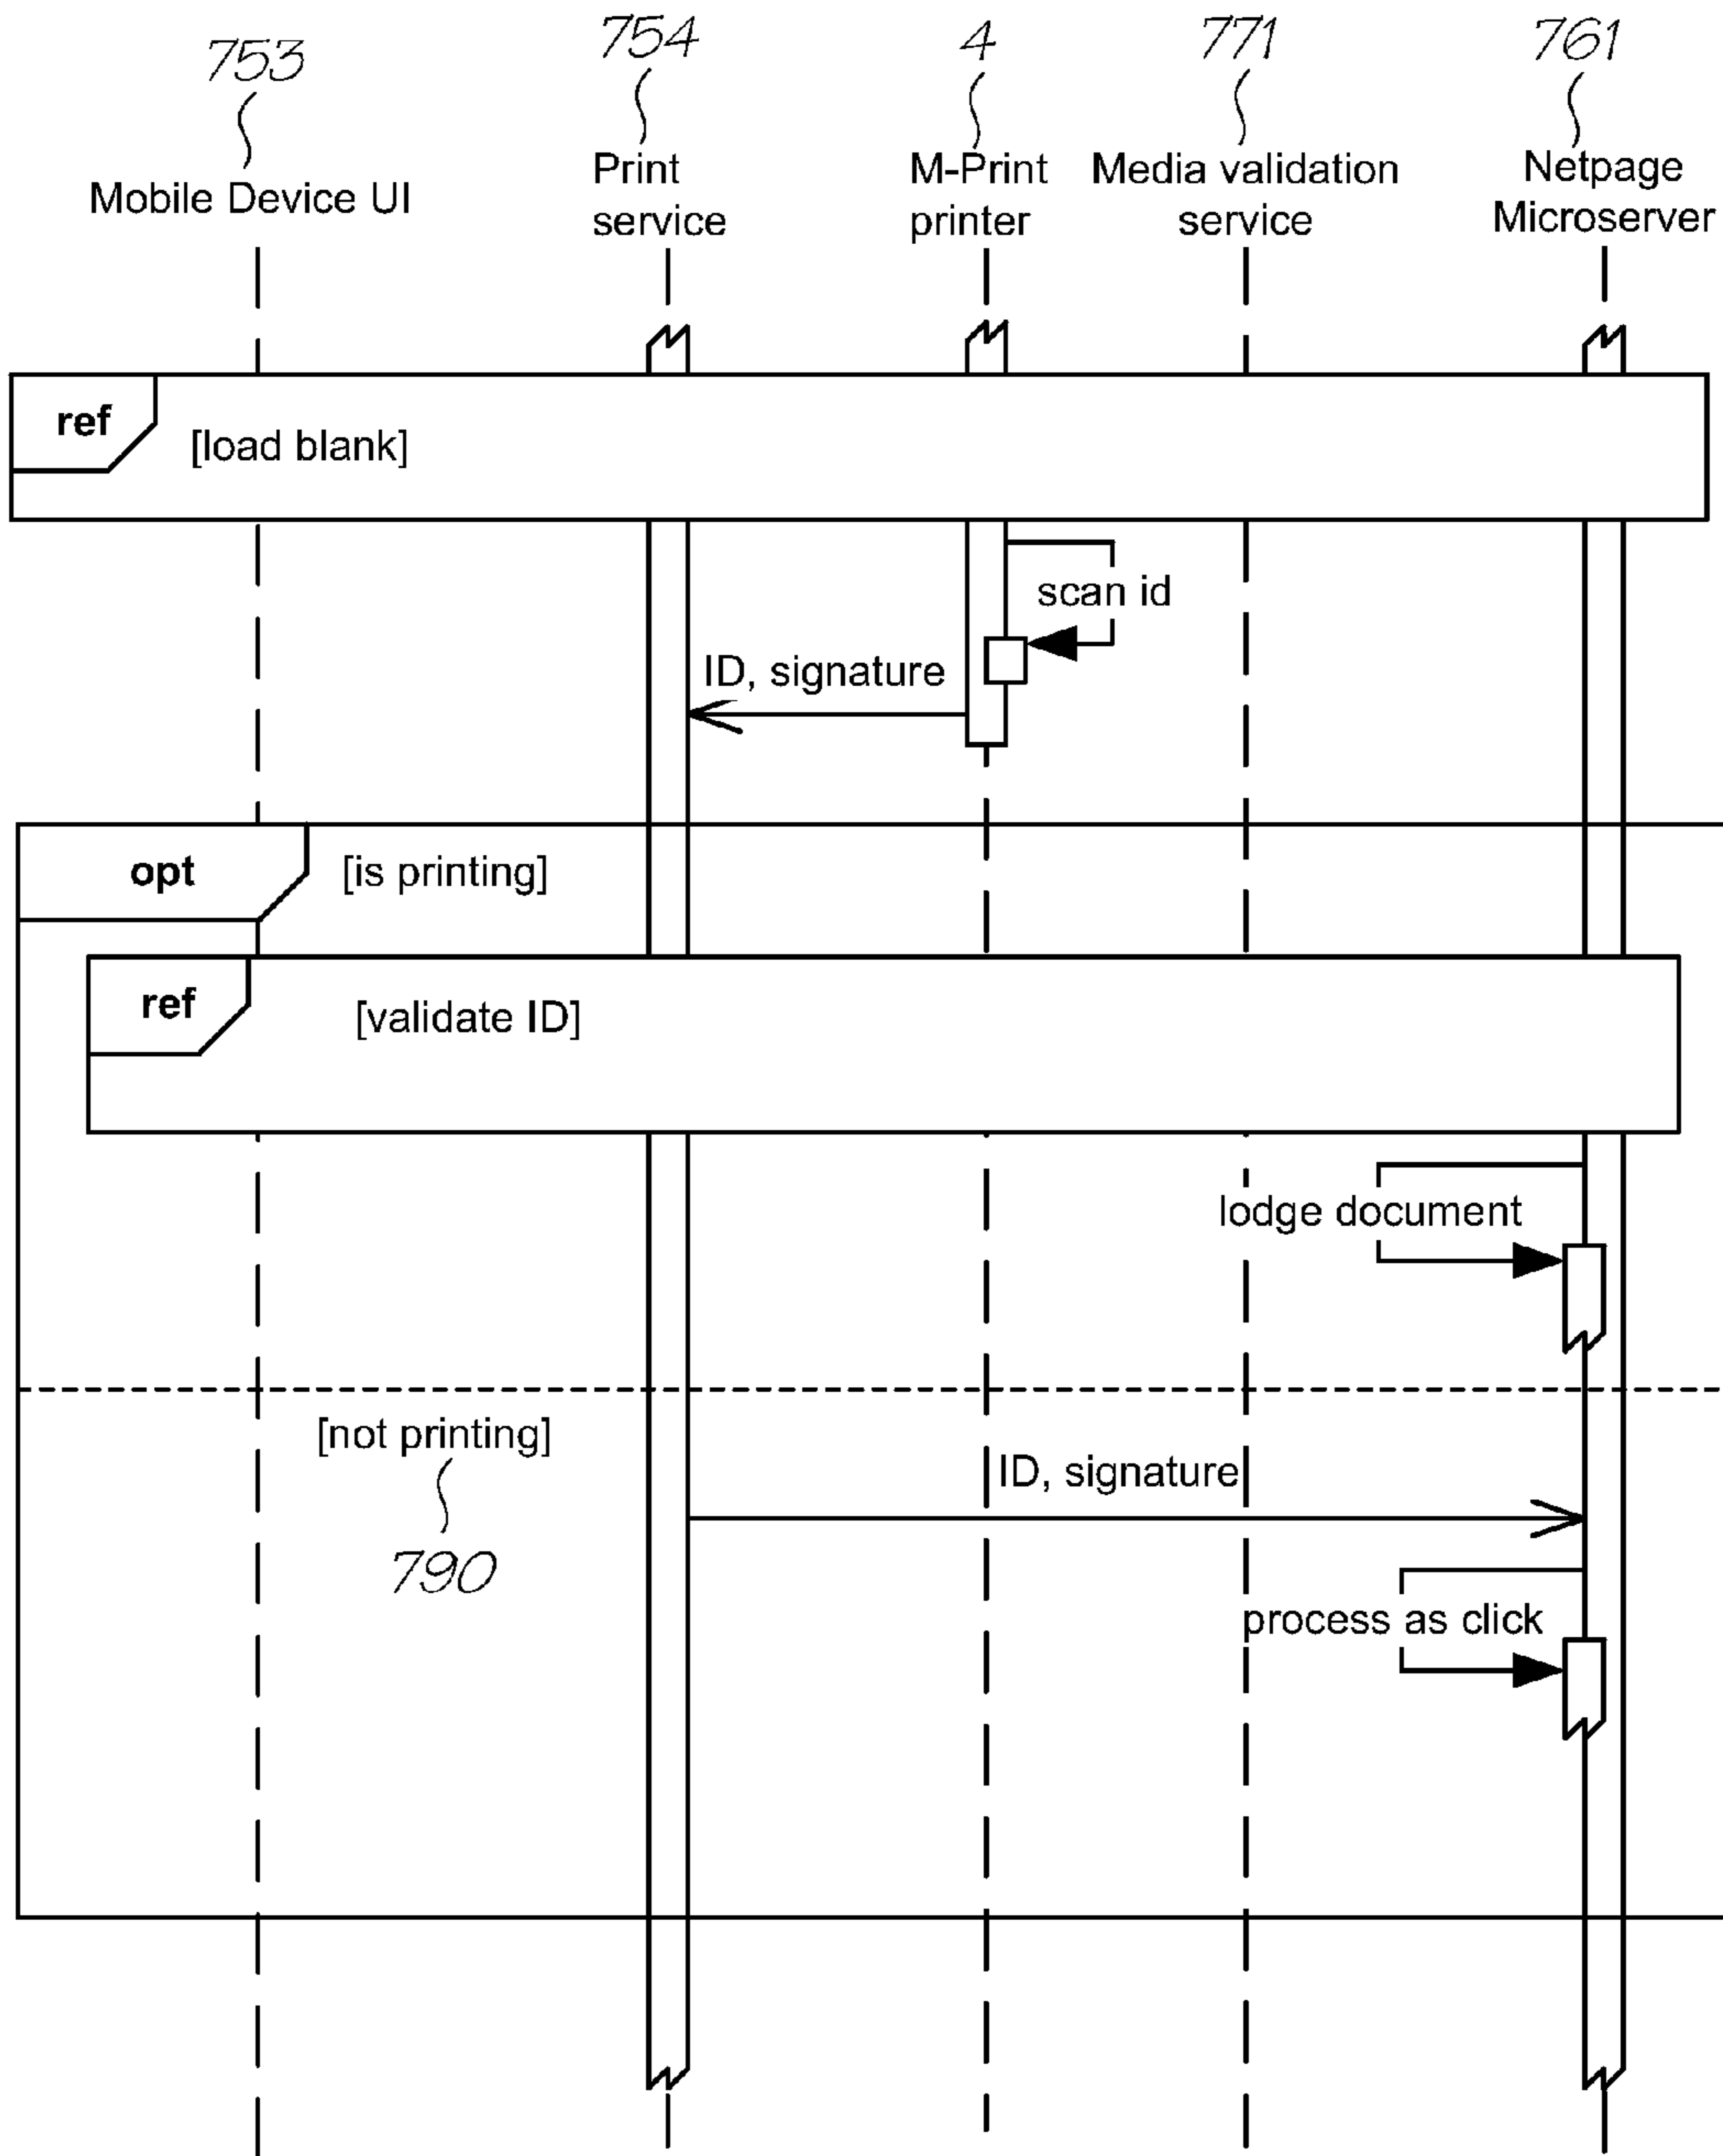 753
754
4
771
761
Mobile Device UI
Print
service
M-Print
printer
Media validation
service
Netpage
Microserver
ref
[load blank]
scan id
ID, signature
opt
[is printing]
ref
[validate ID]
lodge document
[not printing]
790
ID, signature
process as click